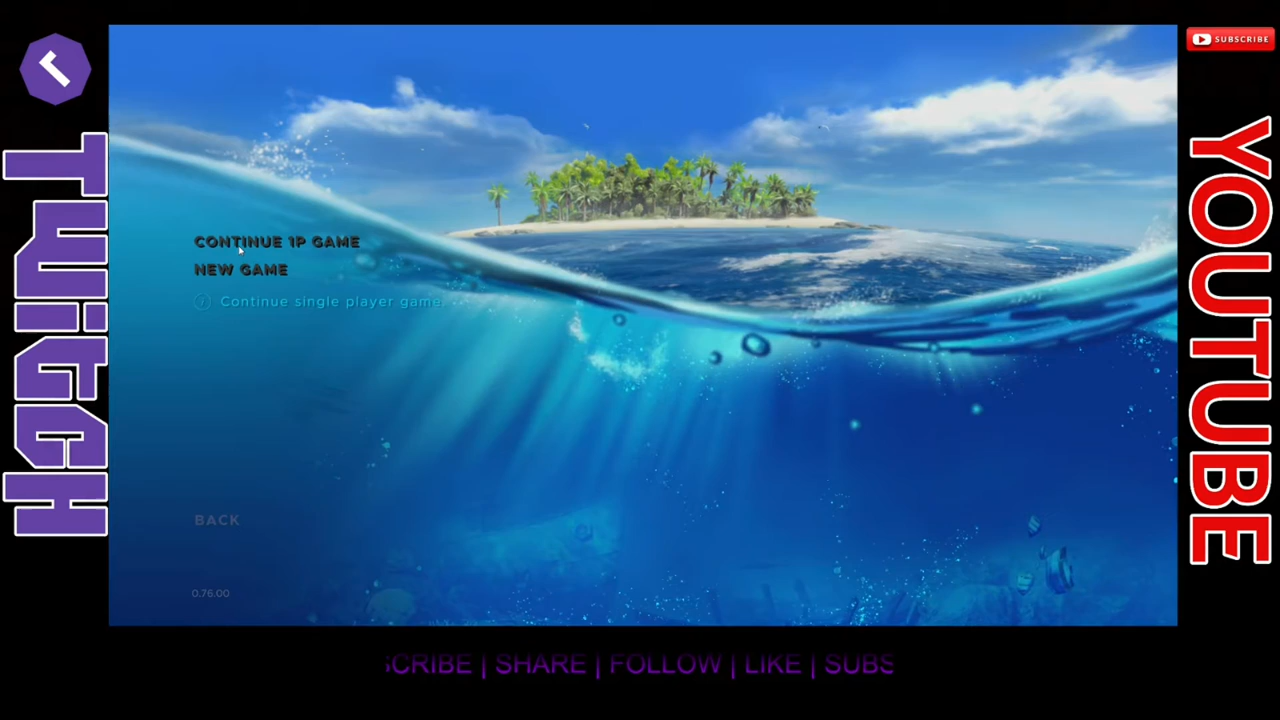 SUBSCRIBE
TWiTCH
YOUTUBE
CONTINUE 1P GAME
NEW GAME
Continue single player game.
BACK
0.76.00
SCRIBE | SHARE | FOLLOW | LIKE | SUBS